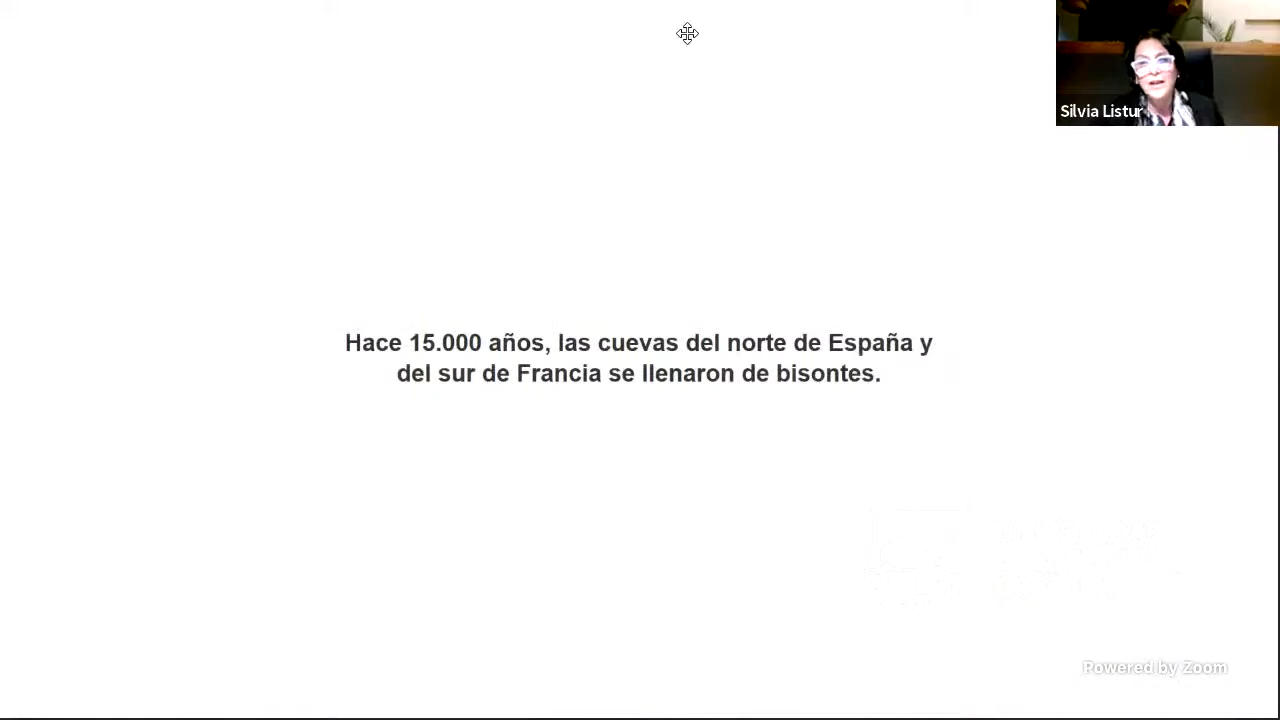 Silvia Listur
Hace 15.000 años, las cuevas del norte de España y
del sur de Francia se llenaron de bisontes.
Powered by Zoom